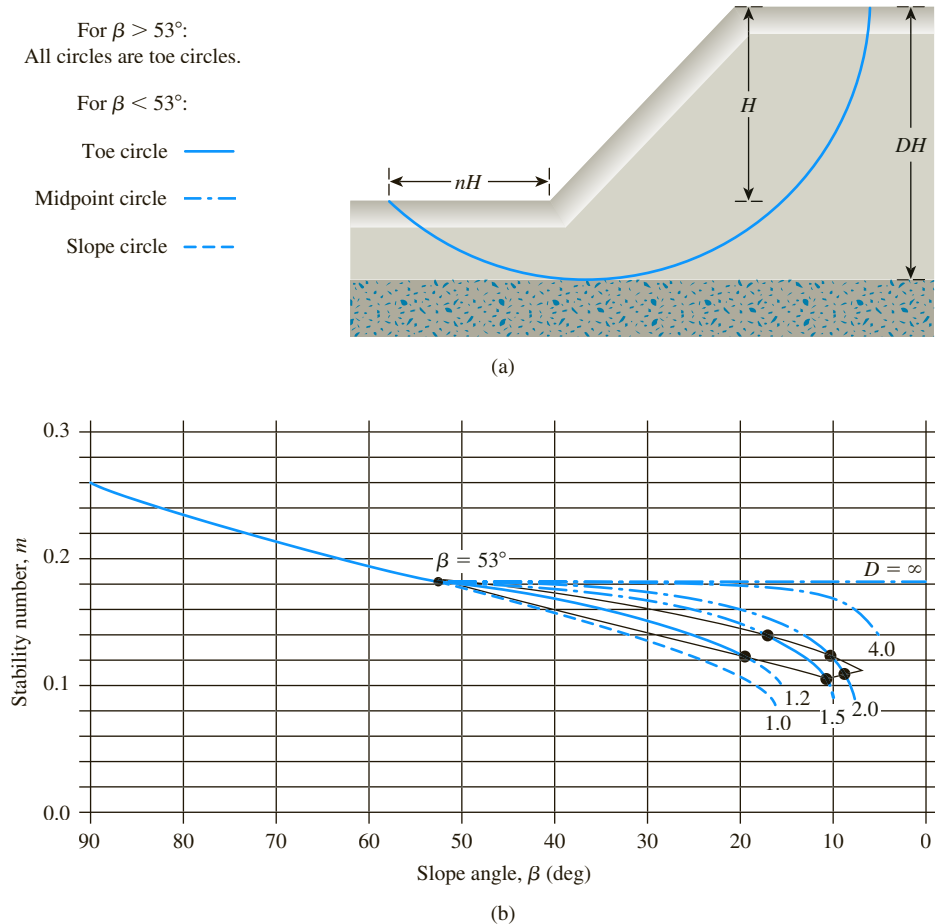 For β > 53°:
All circles are toe circles.
For β < 53°:
Toe circle
Midpoint circle
Slope circle
nH
H
DH
(a)
Stability number, m
0.3
0.2
0.1
0.0
β = 53°
D = ∞
4.0
1.2
1.0
1.5
2.0
90
80
70
60
50
40
30
20
10
0
Slope angle, β (deg)
(b)